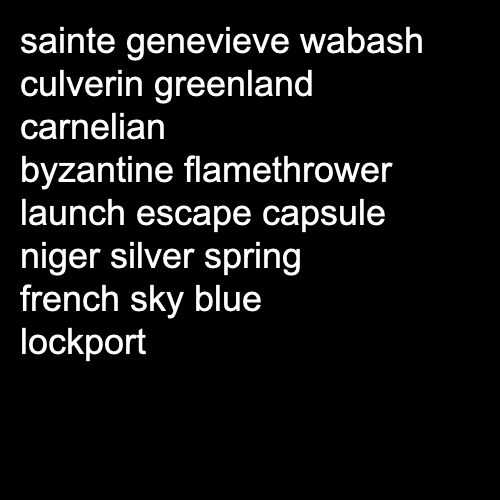 sainte genevieve wabash
culverin greenland
carnelian
byzantine flamethrower
launch escape capsule
niger silver spring
french sky blue
lockport